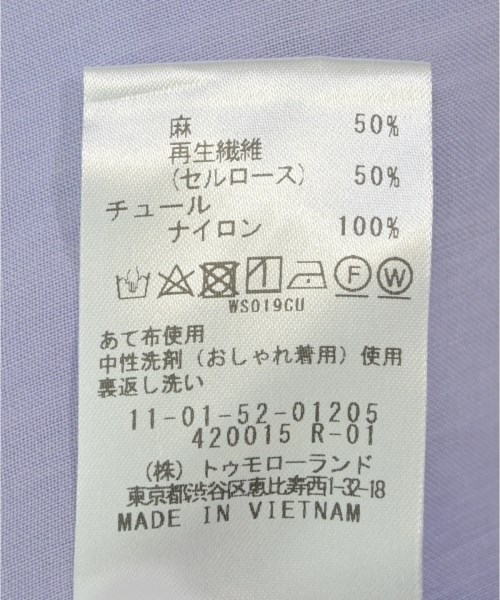 麻 50%
再生繊維
(セルロース) 50%
チュール
ナイロン 100%
F W
WS019CU
あて布使用
中性洗剤(おしゃれ着用)使用
裏返し洗い
11-01-52-01205
420015 R-01
(株)トゥモローランド
東京都渋谷区恵比寿西1-32-18
MADE IN VIETNAM